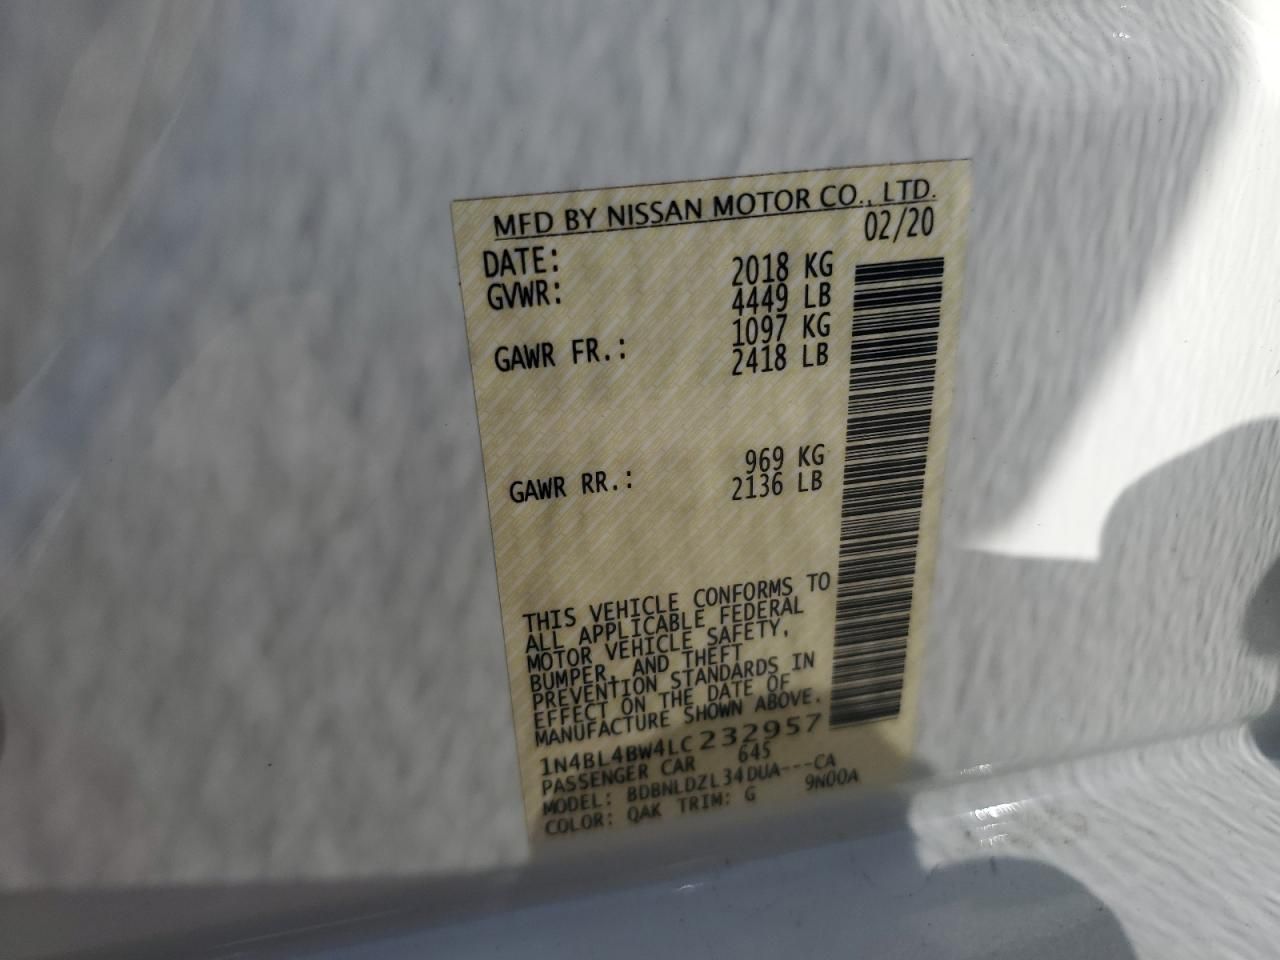 MFD BY NISSAN MOTOR CO., LTD.
DATE: 02/20
GVWR: 2018 KG
4449 LB
GAWR FR.: 1097 KG
2418 LB
GAWR RR.: 969 KG
2136 LB
THIS VEHICLE CONFORMS TO
ALL APPLICABLE FEDERAL
MOTOR VEHICLE SAFETY,
BUMPER, AND THEFT
PREVENTION STANDARDS IN
EFFECT ON THE DATE OF
MANUFACTURE SHOWN ABOVE.
1N4BL4BW4LC232957
PASSENGER CAR 645
MODEL: BDBNLDZL34DUA---CA
COLOR: QAK TRIM: G 9N00A